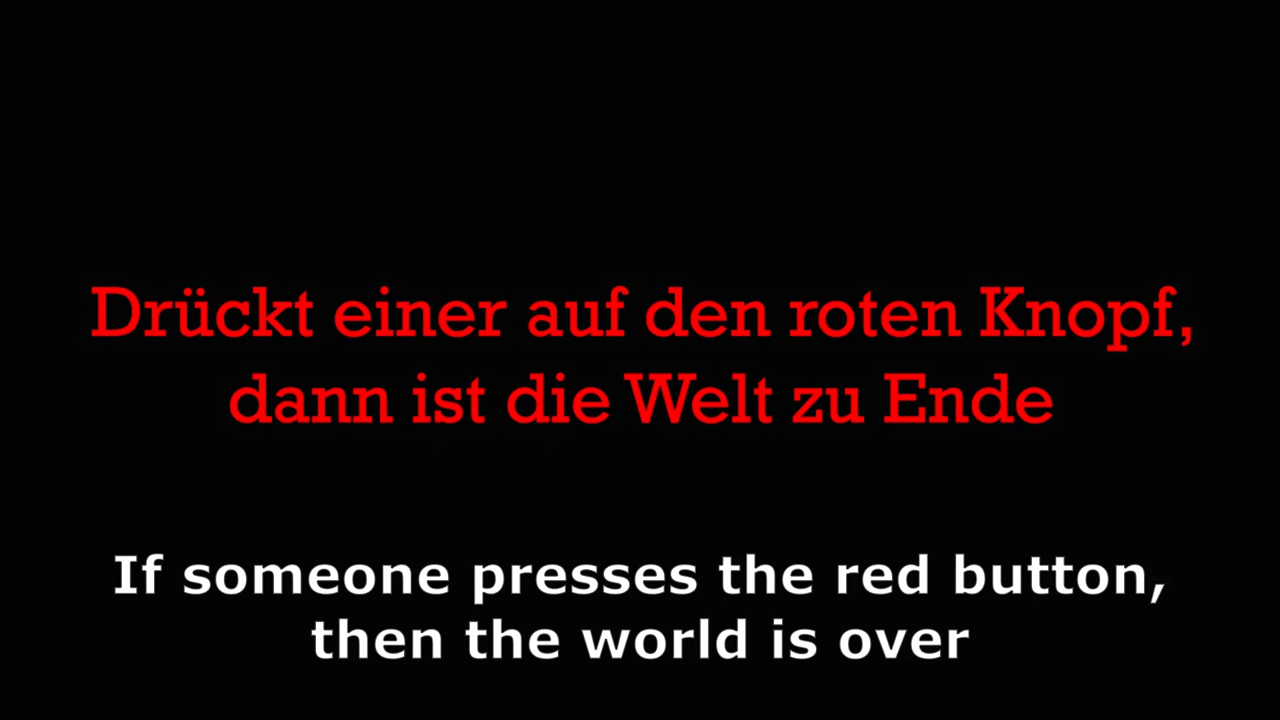 Drückt einer auf den roten Knopf,
dann ist die Welt zu Ende
If someone presses the red button,
then the world is over